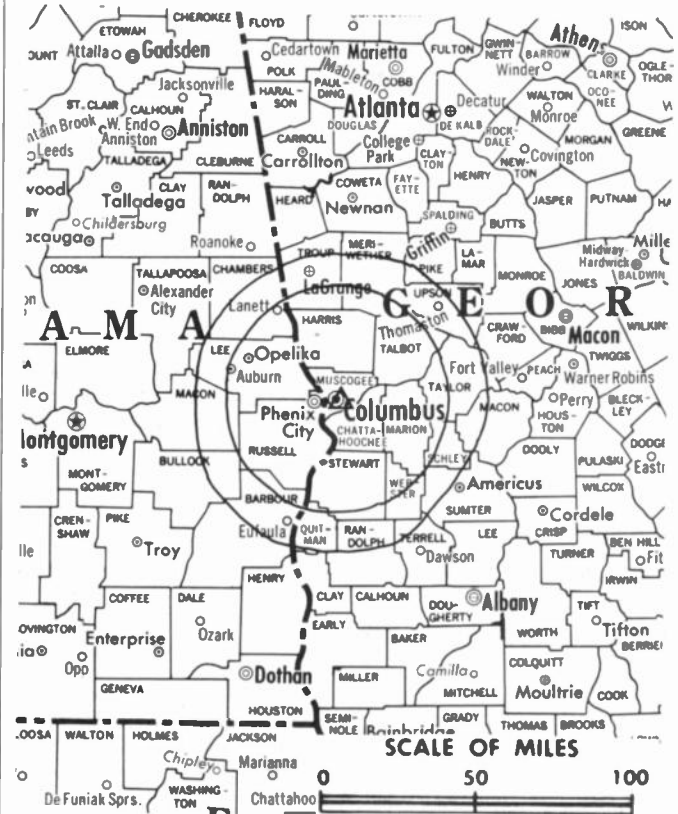 CHEROKEE FLOYD
ETOWAH
Attalla Gadsden
Cedartown Marietta
POLK
Mableton
COBB
FULTON
GWIN-
NETT
BARROW
Winder
Athens
CLARKE
OCO-
NEE
OGLE-
THOR
Jacksonville
ST. CLAIR CALHOUN
W. End
Anniston
Anniston
Leeds
TALLADEGA CLEBURNE
HARAL-
SON
PAUL-
DING
Atlanta
Decatur
DE KALB
DOUGLAS
College
Park
CLAY-
TON
ROCK-
DALE
WALTON
Monroe
MORGAN
GREENE
Covington
NEW-
TON
CARROLL
Carrollton
Talladega
CLAY
RAN-
DOLPH
Childersburg
Roanoke
HEARD
COWETA
Newnan
FAY-
ETTE
HENRY
SPALDING
Griffin
BUTTS
JASPER PUTNAM
COOSA
TALLAPOOSA
CHAMBERS
Alexander
City
Lanett
TROUP
LaGrange
MERI-
WETHER
PIKE
LA-
MAR
MONROE
JONES
Midway-
Hardwick
BALDWIN
AMA GEOR
HARRIS
UPSON
Thomaston
TALBOT
CRAW-
FORD
BIBB
Macon
TWIGGS
ELMORE
LEE
Opelika
Auburn
MACON
MUSCOGEE
Phenix
City
Columbus
CHATTA-
HOOCHEE
MARION
TAYLOR
Fort Valley
PEACH
Warner Robins
MACON
Perry
HOUS-
TON
BLECK-
LEY
MONT-
GOMERY
BULLOCK
RUSSELL
STEWART
WEB-
STER
SCHLEY
DOOLY
PULASKI
WILCOX
BARBOUR
Americus
SUMTER
CREN-
SHAW
PIKE
Troy
Eufaula
QUIT-
MAN
RAN-
DOLPH
TERRELL
Dawson
LEE
Cordele
CRISP
TURNER
BEN HILL
IRWIN
COFFEE DALE
Ozark
Enterprise
Opp
HENRY
CLAY CALHOUN
EARLY
DOU-
GHERTY
Albany
BAKER
WORTH
TIFT
Tifton
GENEVA
Dothan
HOUSTON
MILLER
Camilla
MITCHELL
COLQUITT
Moultrie
COOK
SEMI-
NOLE
Bainbridge
GRADY THOMAS BROOKS
WALTON HOLMES JACKSON
Chipley
Marianna
De Funiak Sprs.
WASHING-
TON
SCALE OF MILES
0 50 100